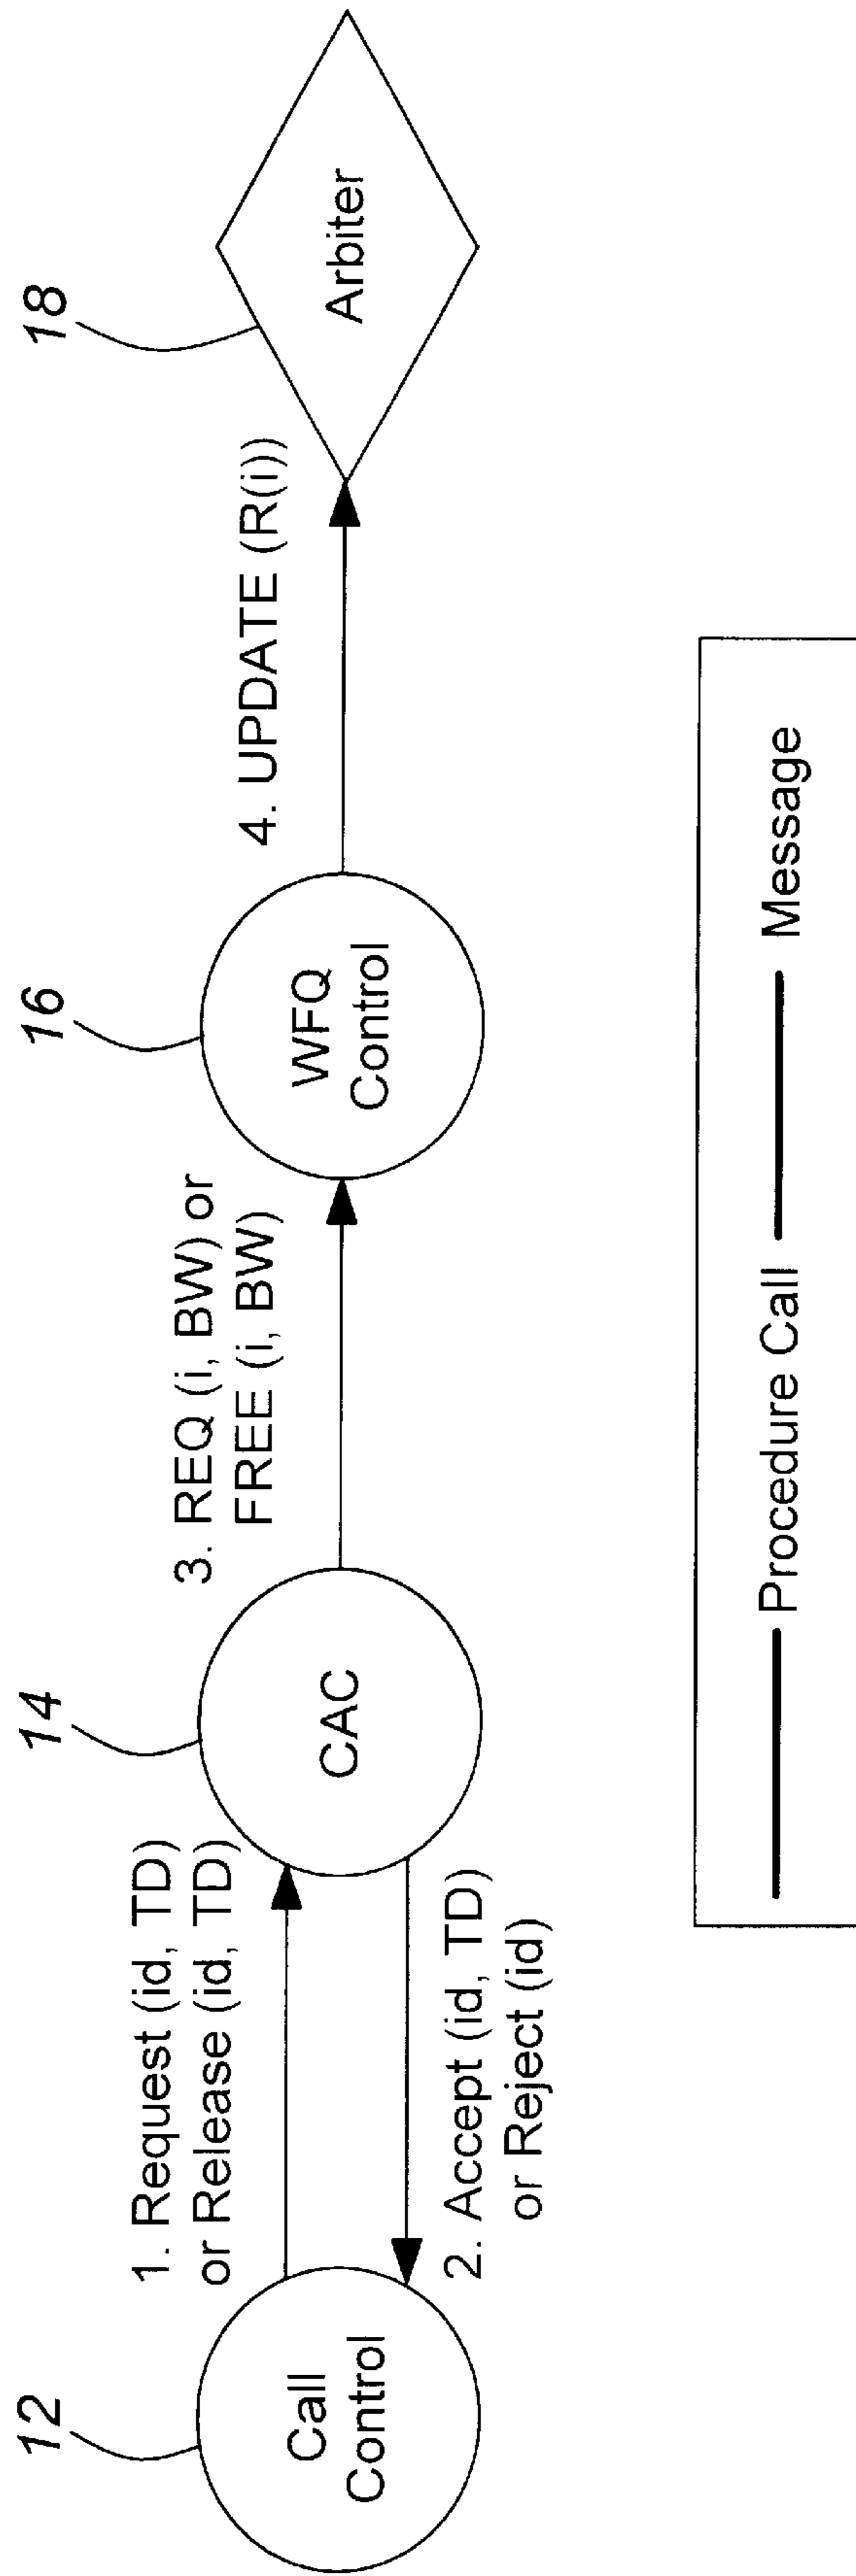 12
14
16
18
Call
Control
1. Request (id, TD)
or Release (id, TD)
2. Accept (id, TD)
or Reject (id)
CAC
3. REQ (i, BW) or
FREE (i, BW)
WFQ
Control
4. UPDATE (R(i))
Arbiter
Procedure Call
Message